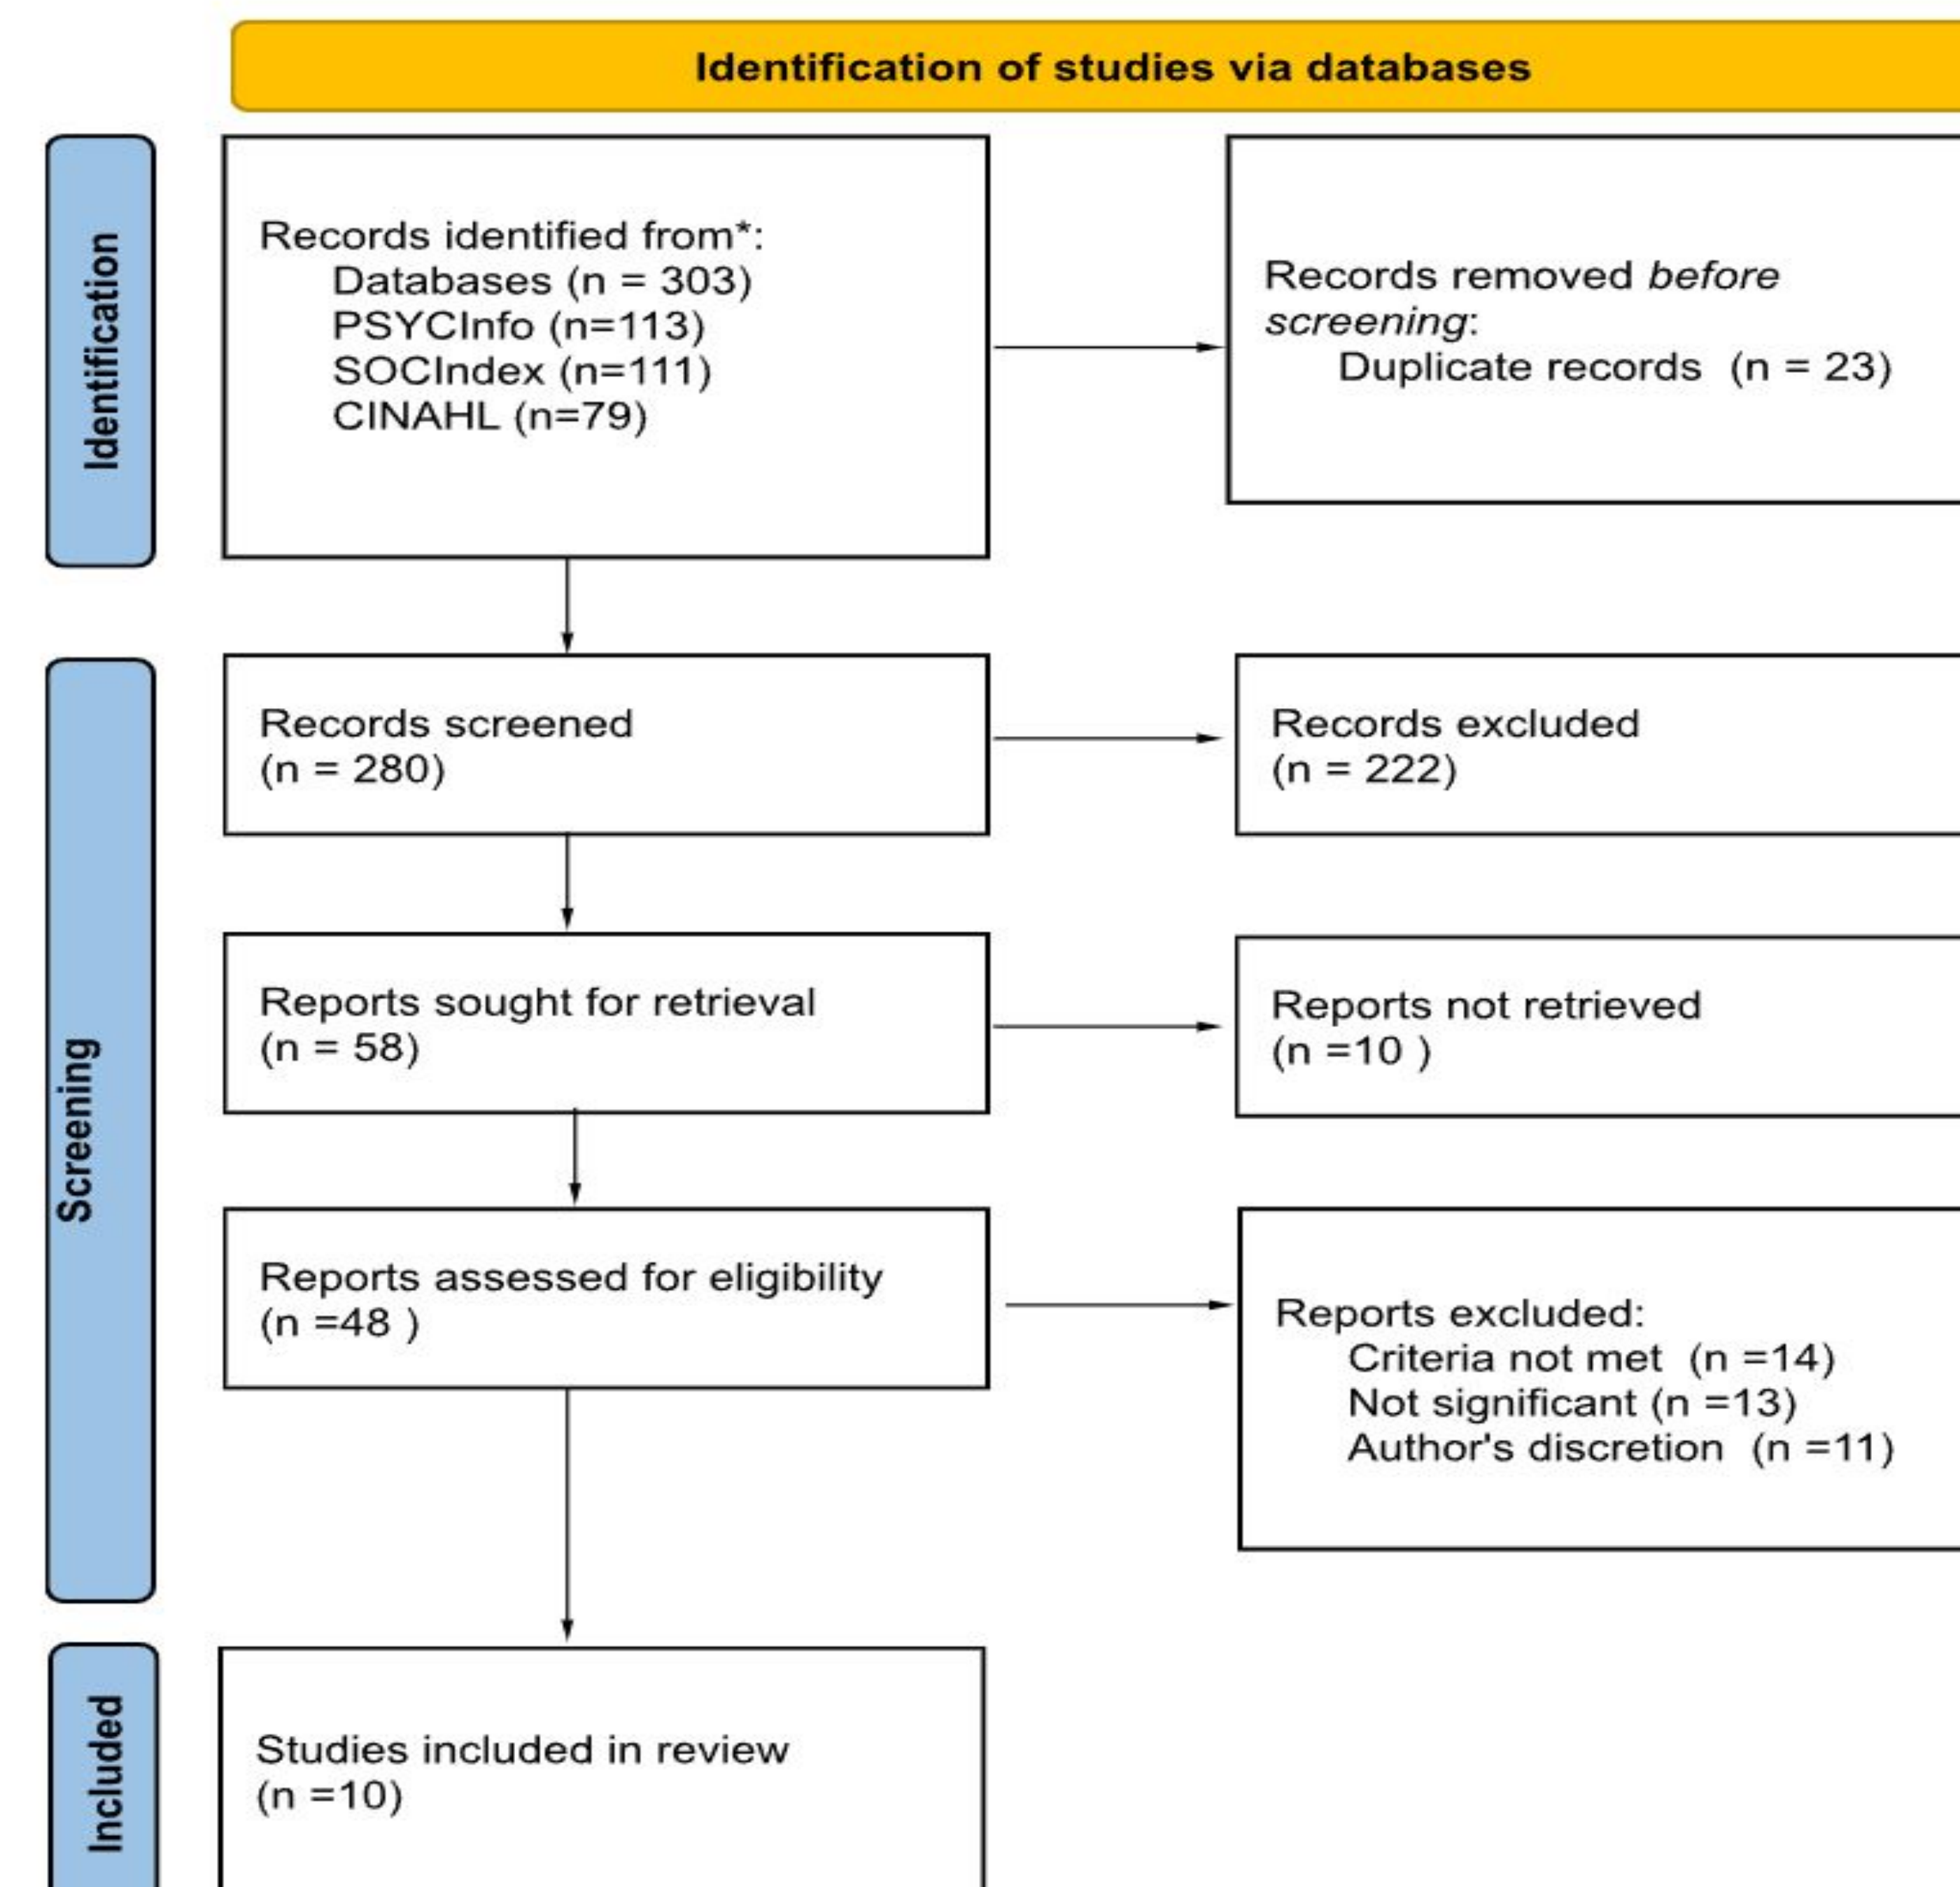 Identification of studies via databases
Identification
Records identified from*:
Databases (n = 303)
PSYCInfo (n=113)
SOCIndex (n=111)
CINAHL (n=79)
Records removed before
screening:
Duplicate records  (n = 23)
Screening
Records screened
(n = 280)
Records excluded
(n = 222)
Reports sought for retrieval
(n = 58)
Reports not retrieved
(n =10 )
Reports assessed for eligibility
(n =48 )
Reports excluded:
Criteria not met  (n =14)
Not significant (n =13)
Author's discretion  (n =11)
Included
Studies included in review
(n =10)